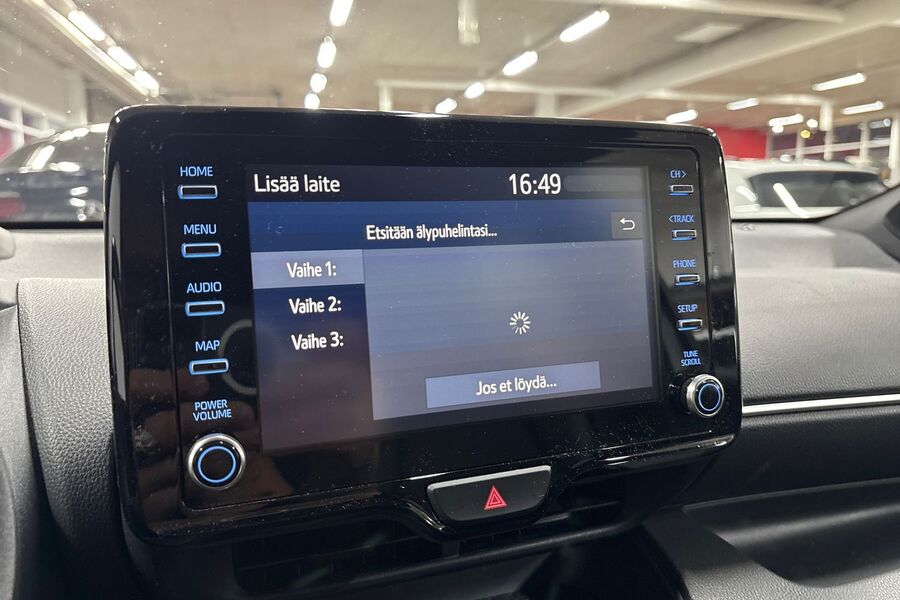 HOME
MENU
AUDIO
MAP
POWER
VOLUME
Lisää laite
16:49
Etsitään älypuhelintasi...
Vaihe 1:
Vaihe 2:
Vaihe 3:
Jos et löydä...
CH >
< TRACK
PHONE
SETUP
TUNE
SCROLL